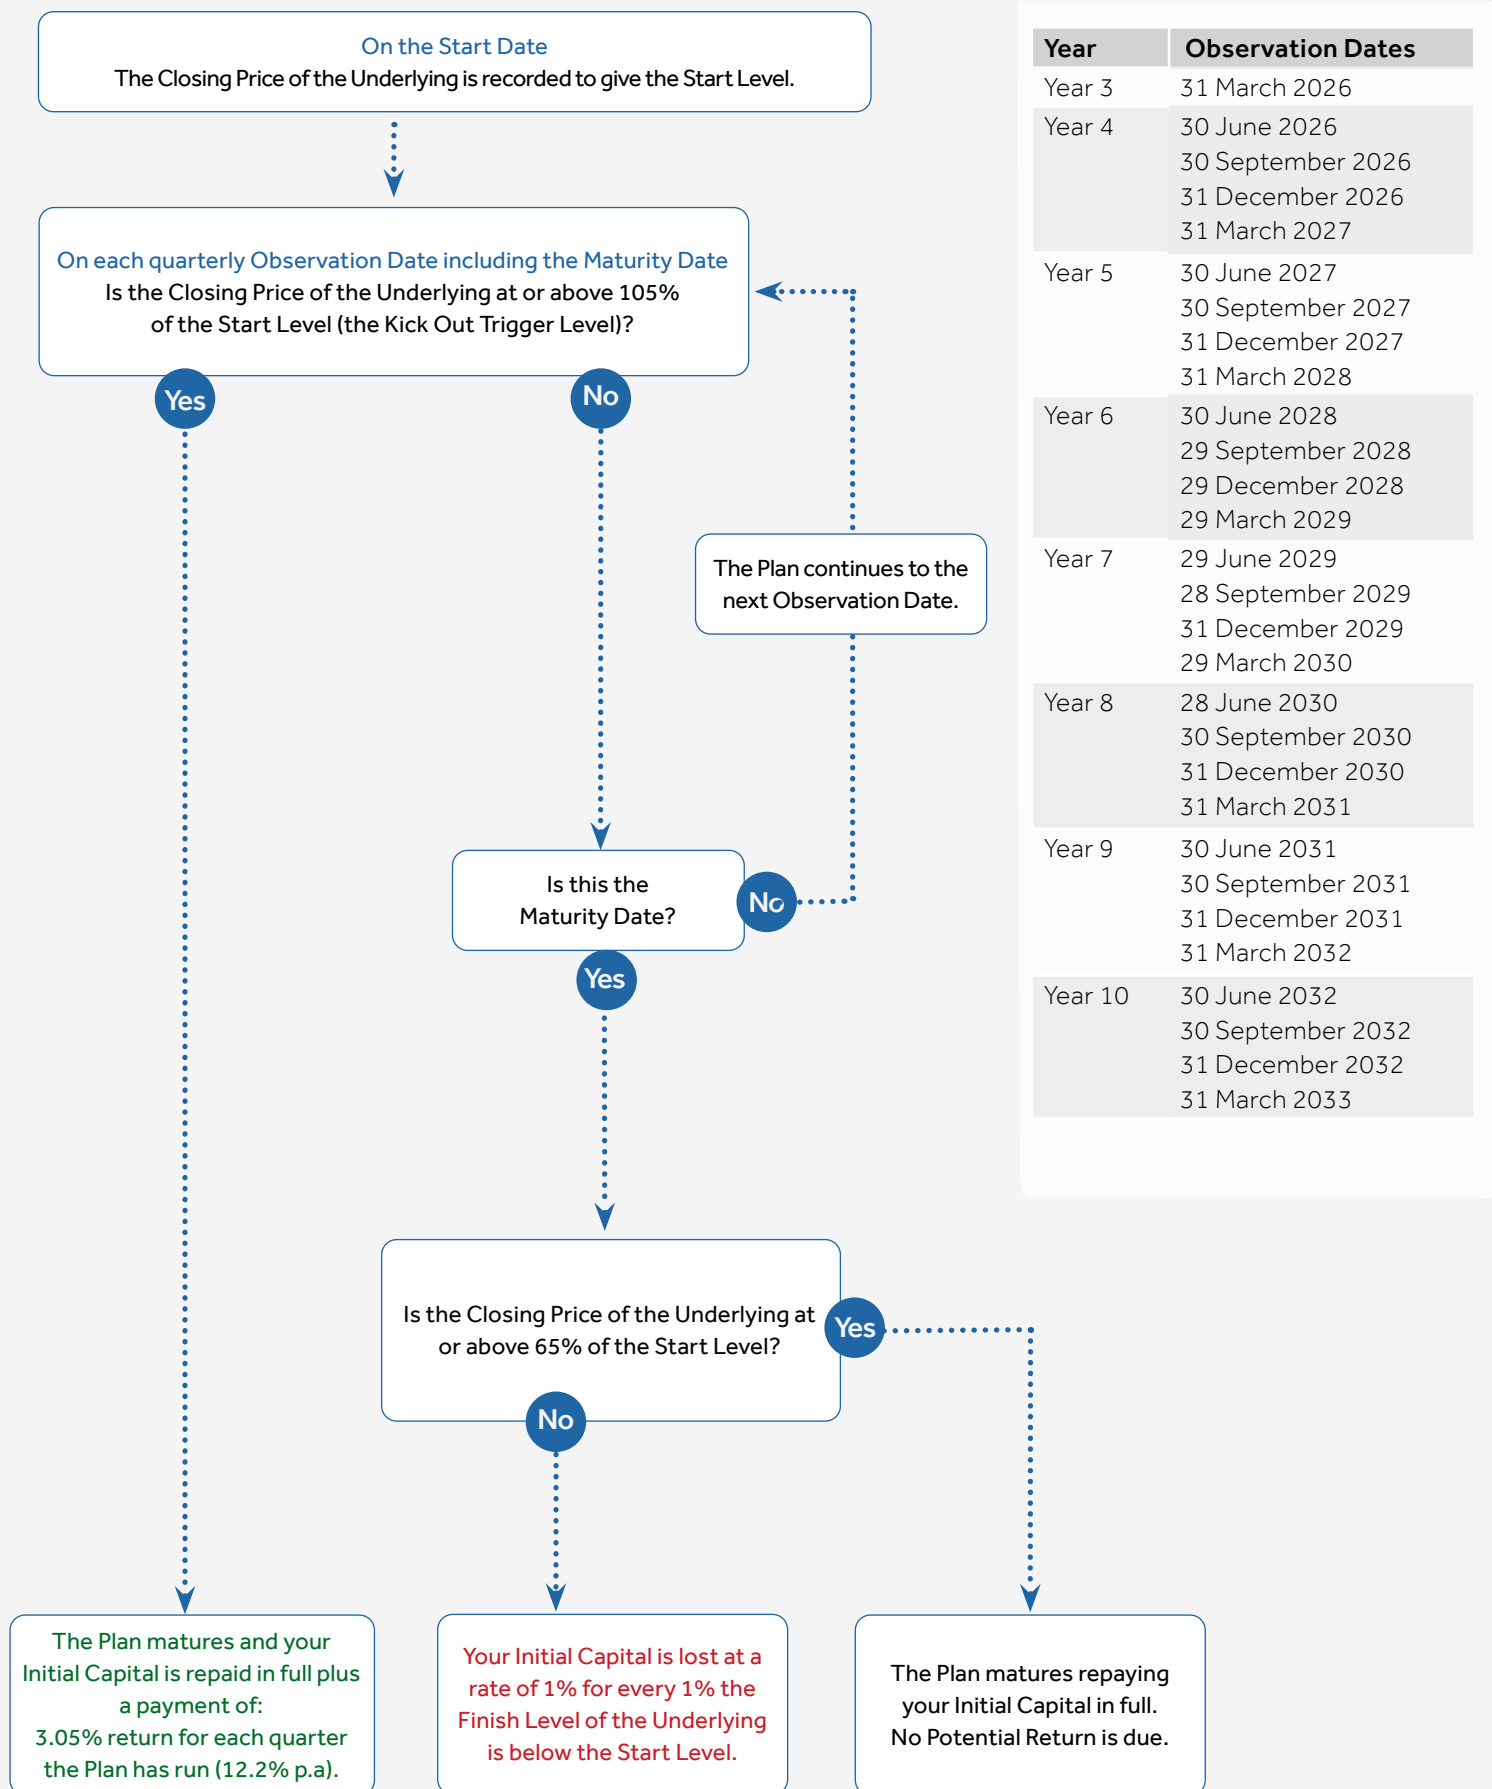 On the Start Date
The Closing Price of the Underlying is recorded to give the Start Level.
On each quarterly Observation Date including the Maturity Date
Is the Closing Price of the Underlying at or above 105%
of the Start Level (the Kick Out Trigger Level)?
Yes
No
The Plan continues to the
next Observation Date.
Is this the
Maturity Date?
No
Yes
Is the Closing Price of the Underlying at
or above 65% of the Start Level?
Yes
No
The Plan matures and your
Initial Capital is repaid in full plus
a payment of:
3.05% return for each quarter
the Plan has run (12.2% p.a).
Your Initial Capital is lost at a
rate of 1% for every 1% the
Finish Level of the Underlying
is below the Start Level.
The Plan matures repaying
your Initial Capital in full.
No Potential Return is due.
Year Observation Dates
Year 3 31 March 2026
Year 4 30 June 2026
30 September 2026
31 December 2026
31 March 2027
Year 5 30 June 2027
30 September 2027
31 December 2027
31 March 2028
Year 6 30 June 2028
29 September 2028
29 December 2028
29 March 2029
Year 7 29 June 2029
28 September 2029
31 December 2029
29 March 2030
Year 8 28 June 2030
30 September 2030
31 December 2030
31 March 2031
Year 9 30 June 2031
30 September 2031
31 December 2031
31 March 2032
Year 10 30 June 2032
30 September 2032
31 December 2032
31 March 2033